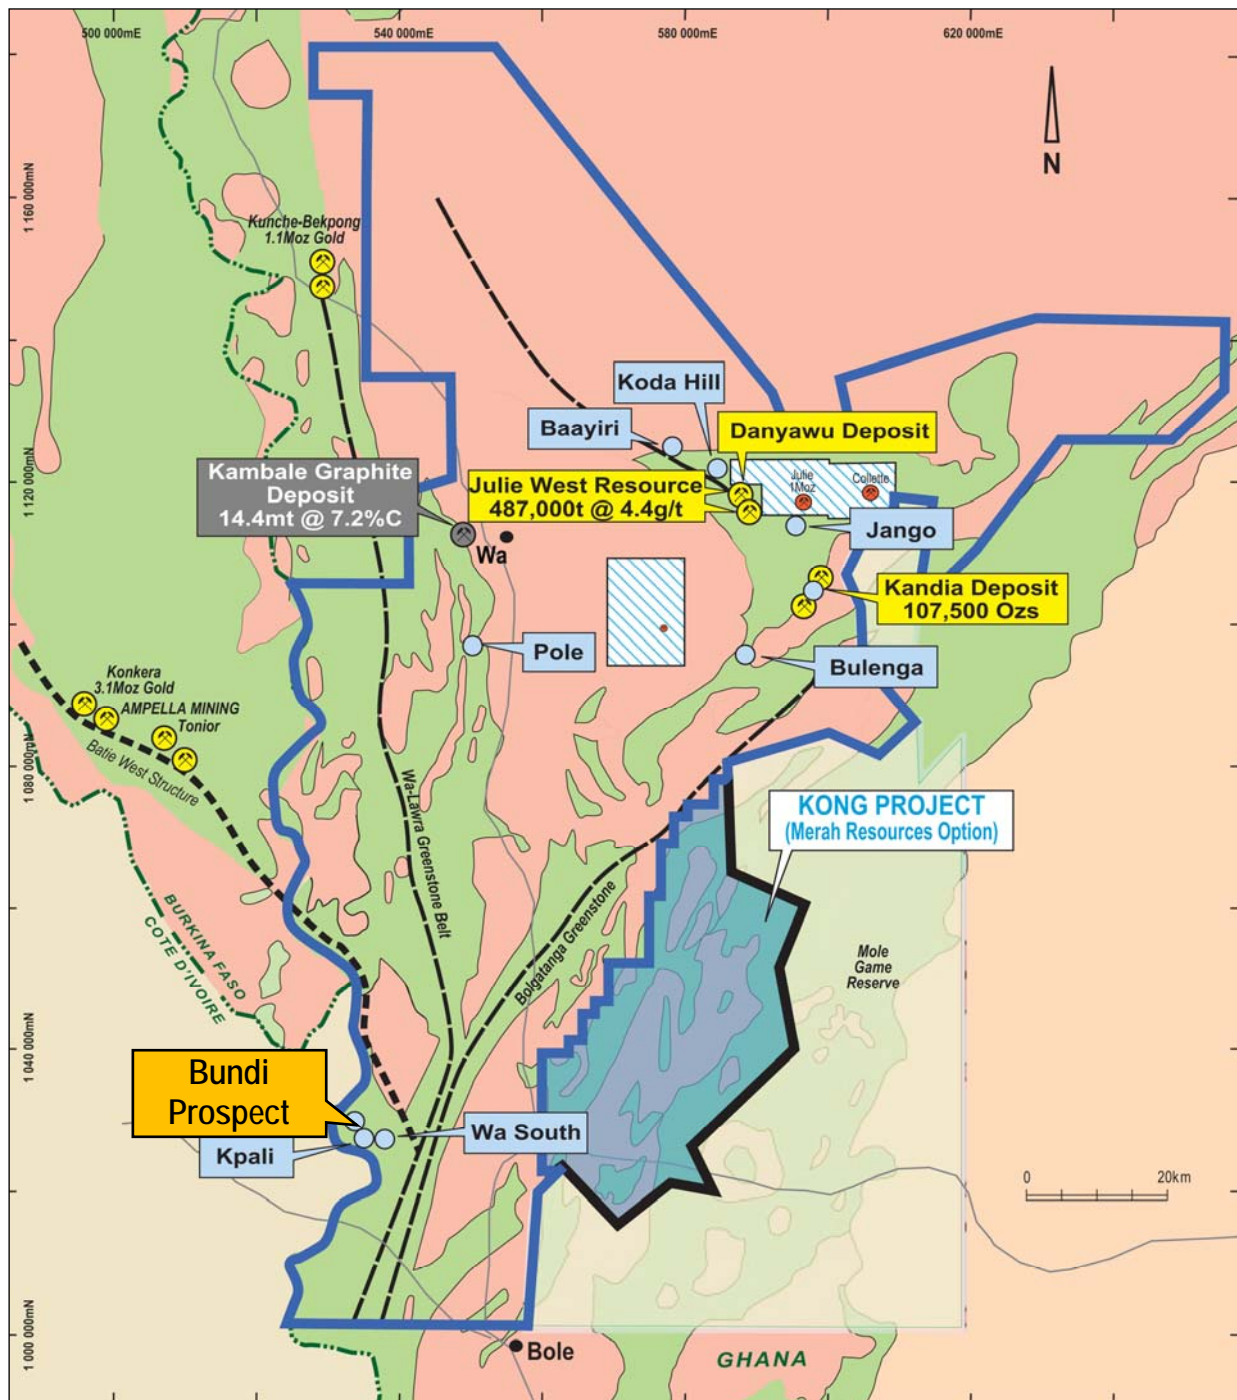 500 000mE
540 000mE
580 000mE
620 000mE
1 160 000mN
N
Kunche-Bekpong
1.1Moz Gold
Koda Hill
Baayiri
Danyawu Deposit
Kambale Graphite
Deposit
14.4mt @ 7.2%C
Julie West Resource
487,000t @ 4.4g/t
Julie
1Moz
Collette
1 120 000mN
Jango
Wa
Kandia Deposit
107,500 Ozs
Pole
Bulenga
Konkera
3.1Moz Gold
AMPELLA MINING
Tonior
Batie West Structure
1 080 000mN
Wa-Lawra Greenstone Belt
KONG PROJECT
(Merah Resources Option)
Bolgatanga Greenstone
BURKINA FASO
COTE D'IVOIRE
Mole
Game
Reserve
1 040 000mN
Bundi
Prospect
Wa South
Kpali
0
20km
1 000 000mN
Bole
GHANA